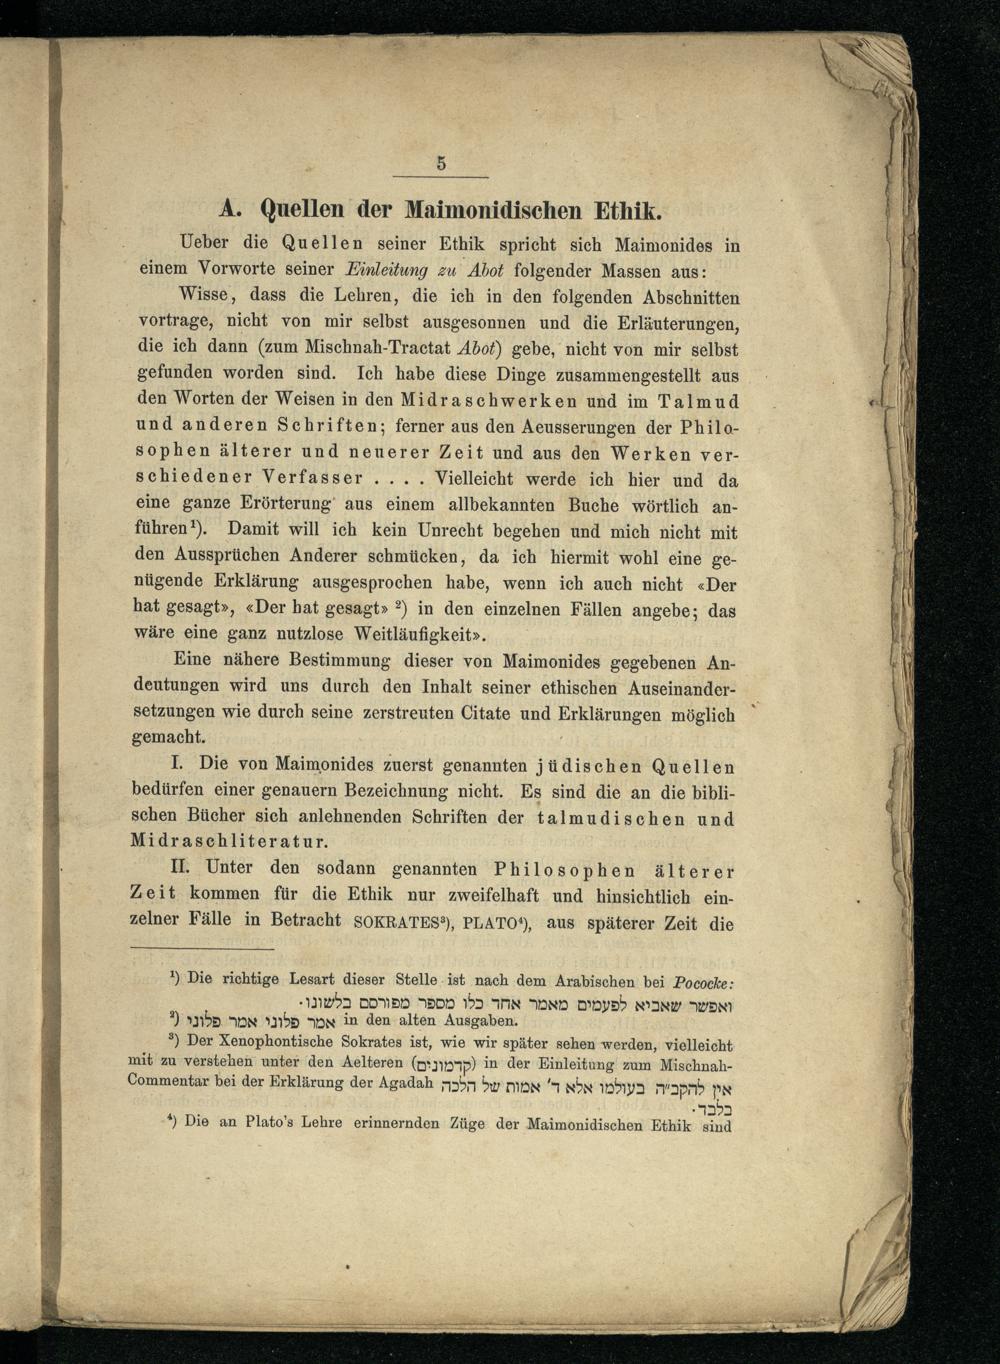 5
A. Quellen der Maimonidischen Ethik.
Ueber die Quellen seiner Ethik spricht sich Maimonides in
einem Vorworte seiner Einleitung zu Abot folgender Massen aus:
Wisse, dass die Lehren, die ich in den folgenden Abschnitten
vortrage, nicht von mir selbst ausgesonnen und die Erläuterungen,
die ich dann (zum Mischnah-Tractat Abot) gebe, nicht von mir selbst
gefunden worden sind. Ich habe diese Dinge zusammengestellt aus
den Worten der Weisen in den Midraschwerken und im Talmud
und anderen Schriften; ferner aus den Aeusserungen der Philo-
sophen älterer und neuerer Zeit und aus den Werken ver-
schiedener Verfasser . . . . Vielleicht werde ich hier und da
eine ganze Erörterung aus einem allbekannten Buche wörtlich an-
führen¹). Damit will ich kein Unrecht begehen und mich nicht mit
den Aussprüchen Anderer schmücken, da ich hiermit wohl eine ge-
nügende Erklärung ausgesprochen habe, wenn ich auch nicht «Der
hat gesagt», «Der hat gesagt» ²) in den einzelnen Fällen angebe; das
wäre eine ganz nutzlose Weitläufigkeit».
Eine nähere Bestimmung dieser von Maimonides gegebenen An-
deutungen wird uns durch den Inhalt seiner ethischen Auseinander-
setzungen wie durch seine zerstreuten Citate und Erklärungen möglich
gemacht.
I. Die von Maimonides zuerst genannten jüdischen Quellen
bedürfen einer genauern Bezeichnung nicht. Es sind die an die bibli-
schen Bücher sich anlehnenden Schriften der talmudischen und
Midraschliteratur.
II. Unter den sodann genannten Philosophen älterer
Zeit kommen für die Ethik nur zweifelhaft und hinsichtlich ein-
zelner Fälle in Betracht SOKRATES³), PLATO⁴), aus späterer Zeit die
¹) Die richtige Lesart dieser Stelle ist nach dem Arabischen bei Pococke:
ואפשר שאביא לפעמים מאמר אחד כלו מספר מפורסם בלשונו.
²) אמר פלוני אמר פלוני in den alten Ausgaben.
³) Der Xenophontische Sokrates ist, wie wir später sehen werden, vielleicht
mit zu verstehen unter den Aelteren (קדמונים) in der Einleitung zum Mischnah-
Commentar bei der Erklärung der Agadah אין להקב״ה בעולמו אלא ד' אמות של הלכה
בלבד.
⁴) Die an Plato's Lehre erinnernden Züge der Maimonidischen Ethik sind